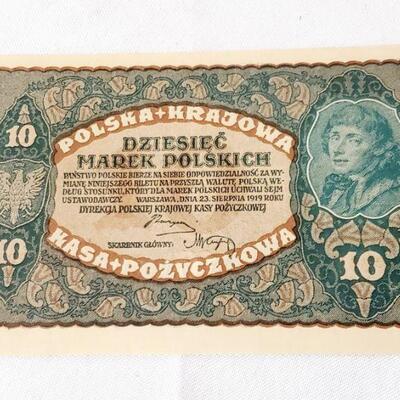 POLSKA + KRAJOWA
10
DZIESIĘĆ
MAREK POLSKICH
PAŃSTWO POLSKIE BIERZE NA SIEBIE ODPOWIEDZIALNOŚĆ ZA WY-
MIANĘ NINIEJSZEGO BILETU NA PRZYSZŁĄ WALUTĘ POLSKĄ WE-
DŁUG STOSUNKU, KTÓRY DLA MAREK POLSKICH UCHWALI SEJM
USTAWODAWCZY. WARSZAWA, DNIA 23. SIERPNIA 1919 ROKU
DYREKCJA POLSKIEJ KRAJOWEJ KASY POŻYCZKOWEJ
SKARBNIK GŁÓWNY:
10
10
KASA + POŻYCZKOWA